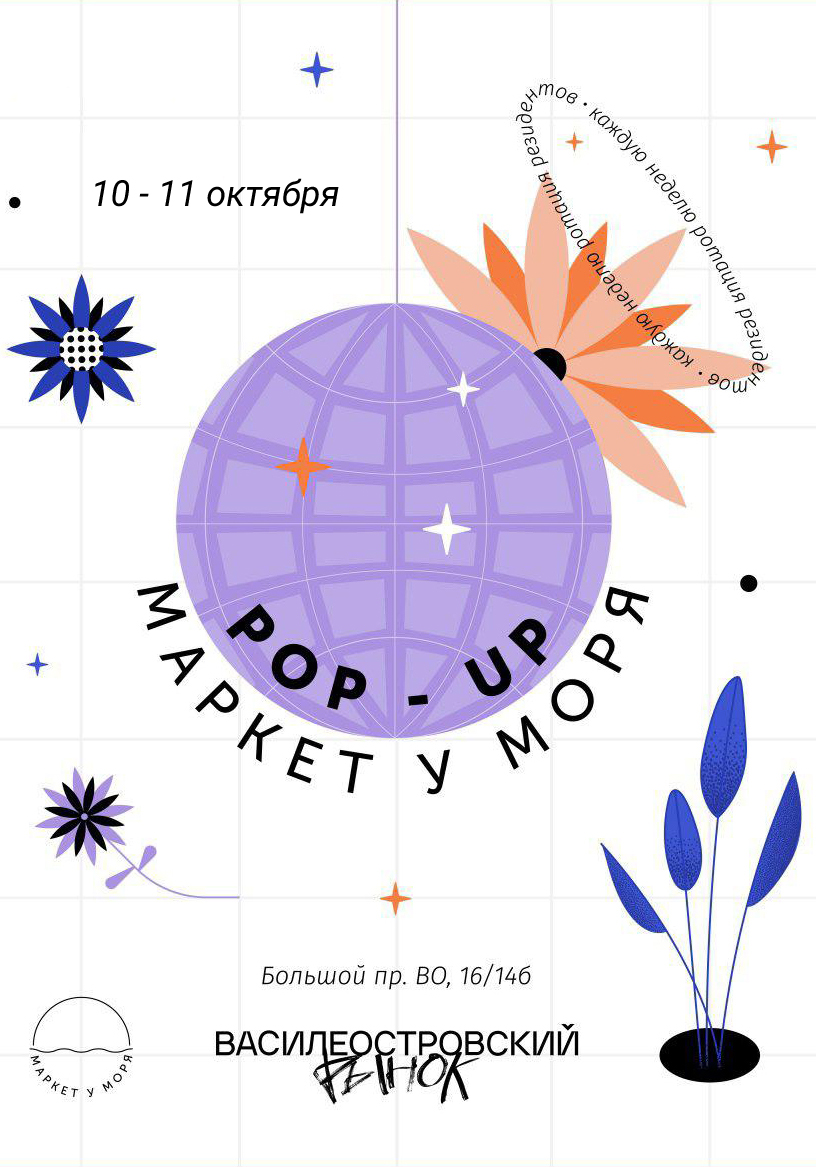 каждую неделю ротация резидентов • каждую неделю ротация резидентов •
10 - 11 октября
POP - UP
МАРКЕТ У МОРЯ
Большой пр. ВО, 16/14б
ВАСИЛЕОСТРОВСКИЙ
РЫНОК
МАРКЕТ У МОРЯ